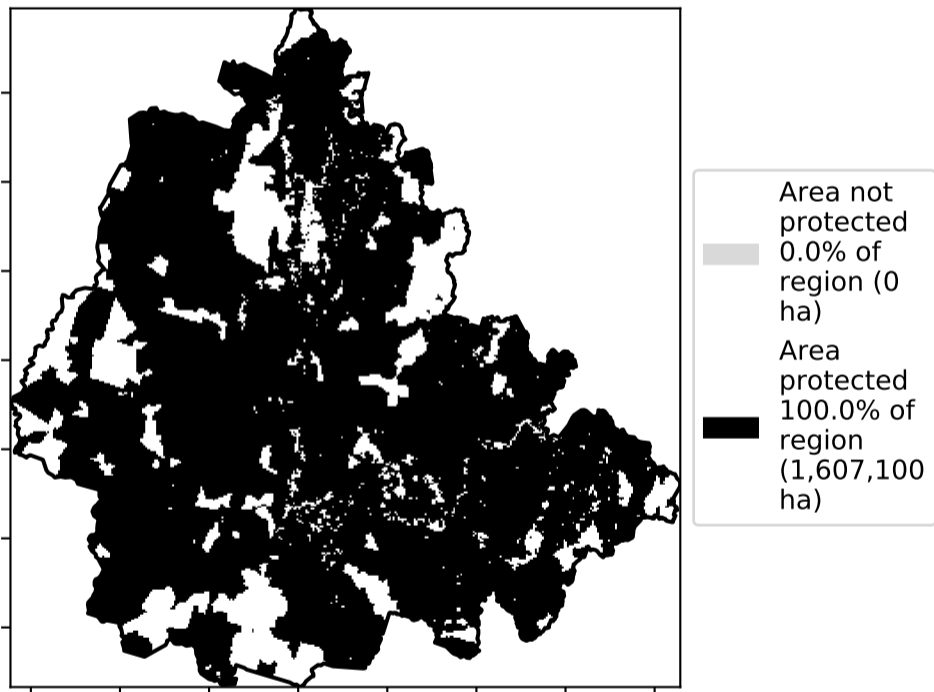 Area not
protected
0.0% of
region (0
ha)
Area
protected
100.0% of
region
(1,607,100
ha)